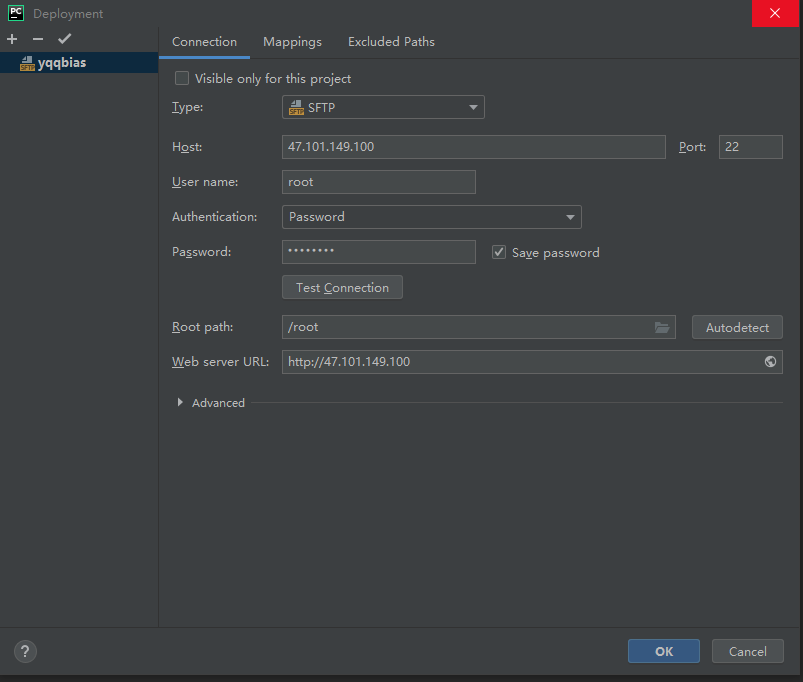 PC Deployment
yqqbias
Connection Mappings Excluded Paths
Visible only for this project
Type: SFTP
Host: 47.101.149.100 Port: 22
User name: root
Authentication: Password
Password: •••••••• Save password
Test Connection
Root path: /root Autodetect
Web server URL: http://47.101.149.100
Advanced
? OK Cancel